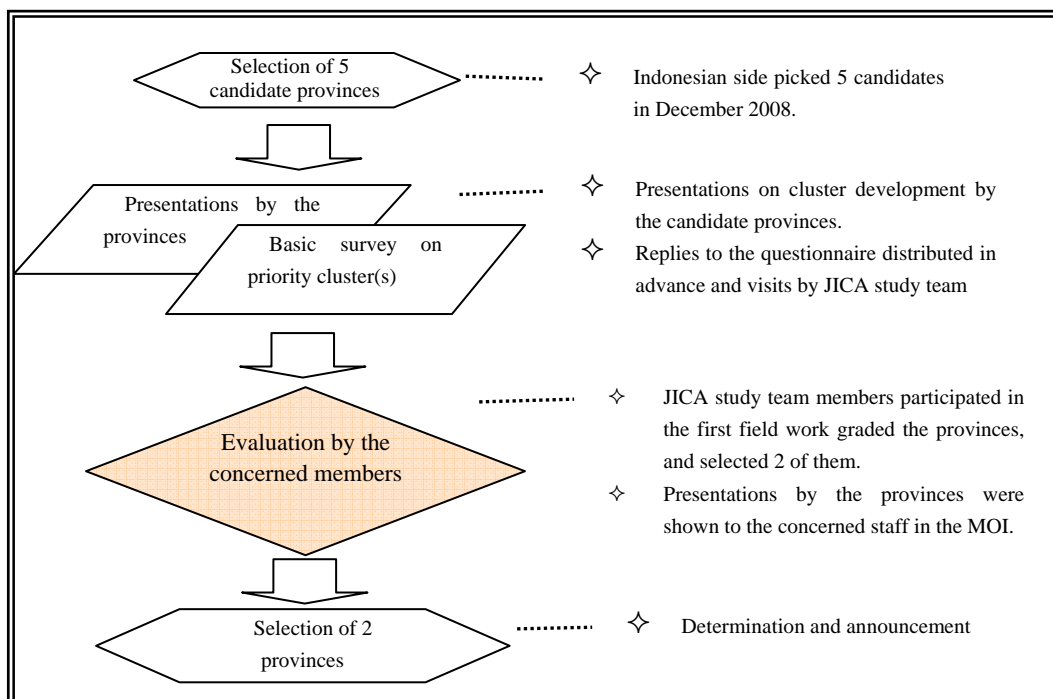 Selection of 5
candidate provinces
✧ Indonesian side picked 5 candidates
in December 2008.
Presentations by the
provinces
Basic survey on
priority cluster(s)
✧ Presentations on cluster development by
the candidate provinces.
✧ Replies to the questionnaire distributed in
advance and visits by JICA study team
Evaluation by the
concerned members
✧ JICA study team members participated in
the first field work graded the provinces,
and selected 2 of them.
✧ Presentations by the provinces were
shown to the concerned staff in the MOI.
Selection of 2
provinces
✧ Determination and announcement